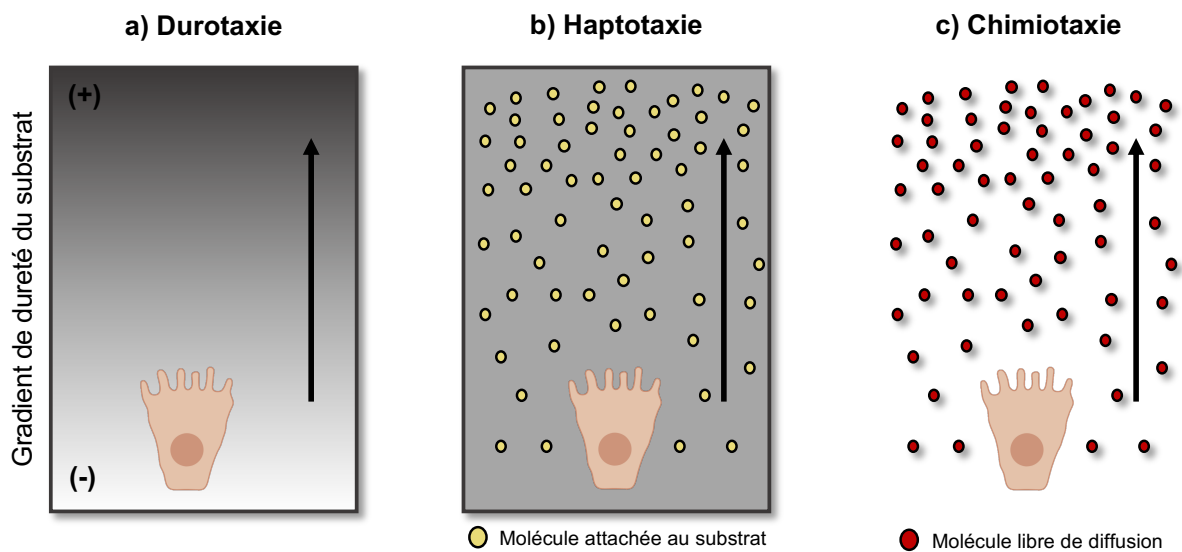 a) Durotaxie
b) Haptotaxie
c) Chimiotaxie
Gradient de dureté du substrat
(+)
(-)
Molécule attachée au substrat
Molécule libre de diffusion